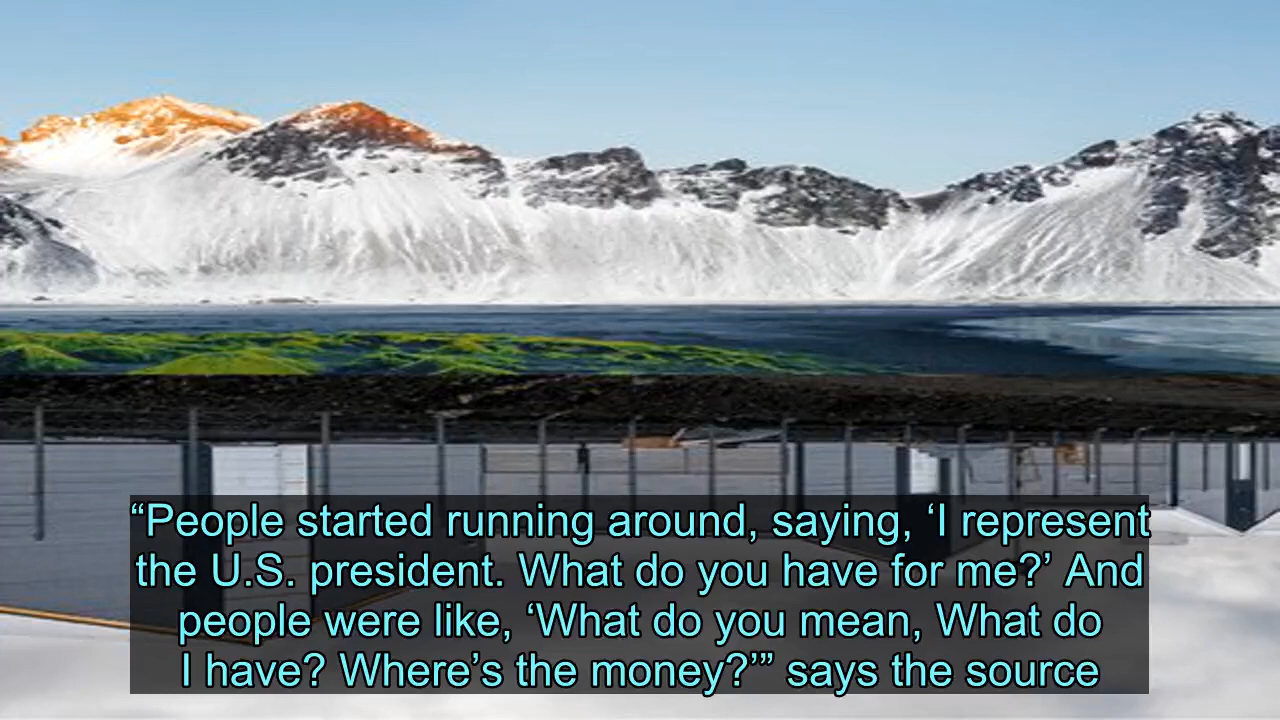 “People started running around, saying, ‘I represent
the U.S. president. What do you have for me?’ And
people were like, ‘What do you mean, What do
I have? Where’s the money?’” says the source